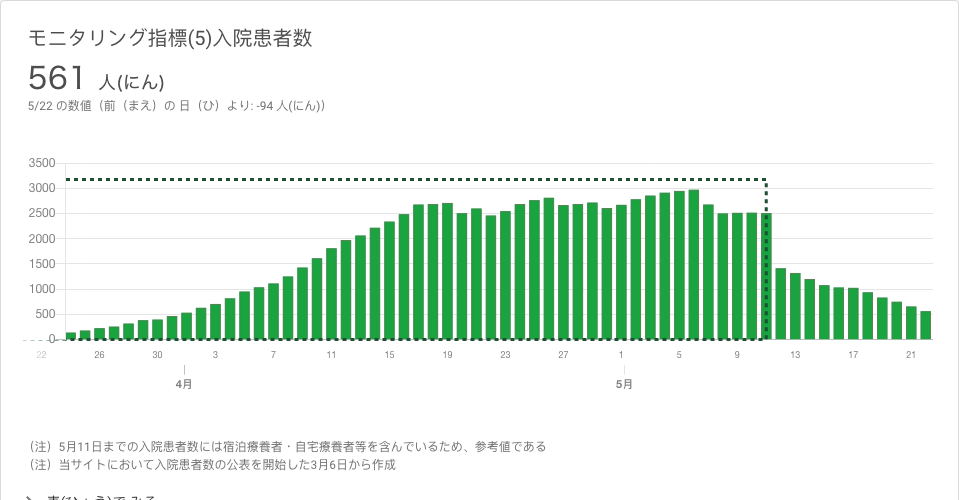 モニタリング指標(5)入院患者数
561 人(にん)
5/22 の数値（前（まえ）の 日（ひ）より: -94 人(にん)）
3500
3000
2500
2000
1500
1000
500
0
22 26 30 3 7 11 15 19 23 27 1 5 9 13 17 21
4月 5月
（注）5月11日までの入院患者数には宿泊療養者・自宅療養者等を含んでいるため、参考値である
（注）当サイトにおいて入院患者数の公表を開始した3月6日から作成